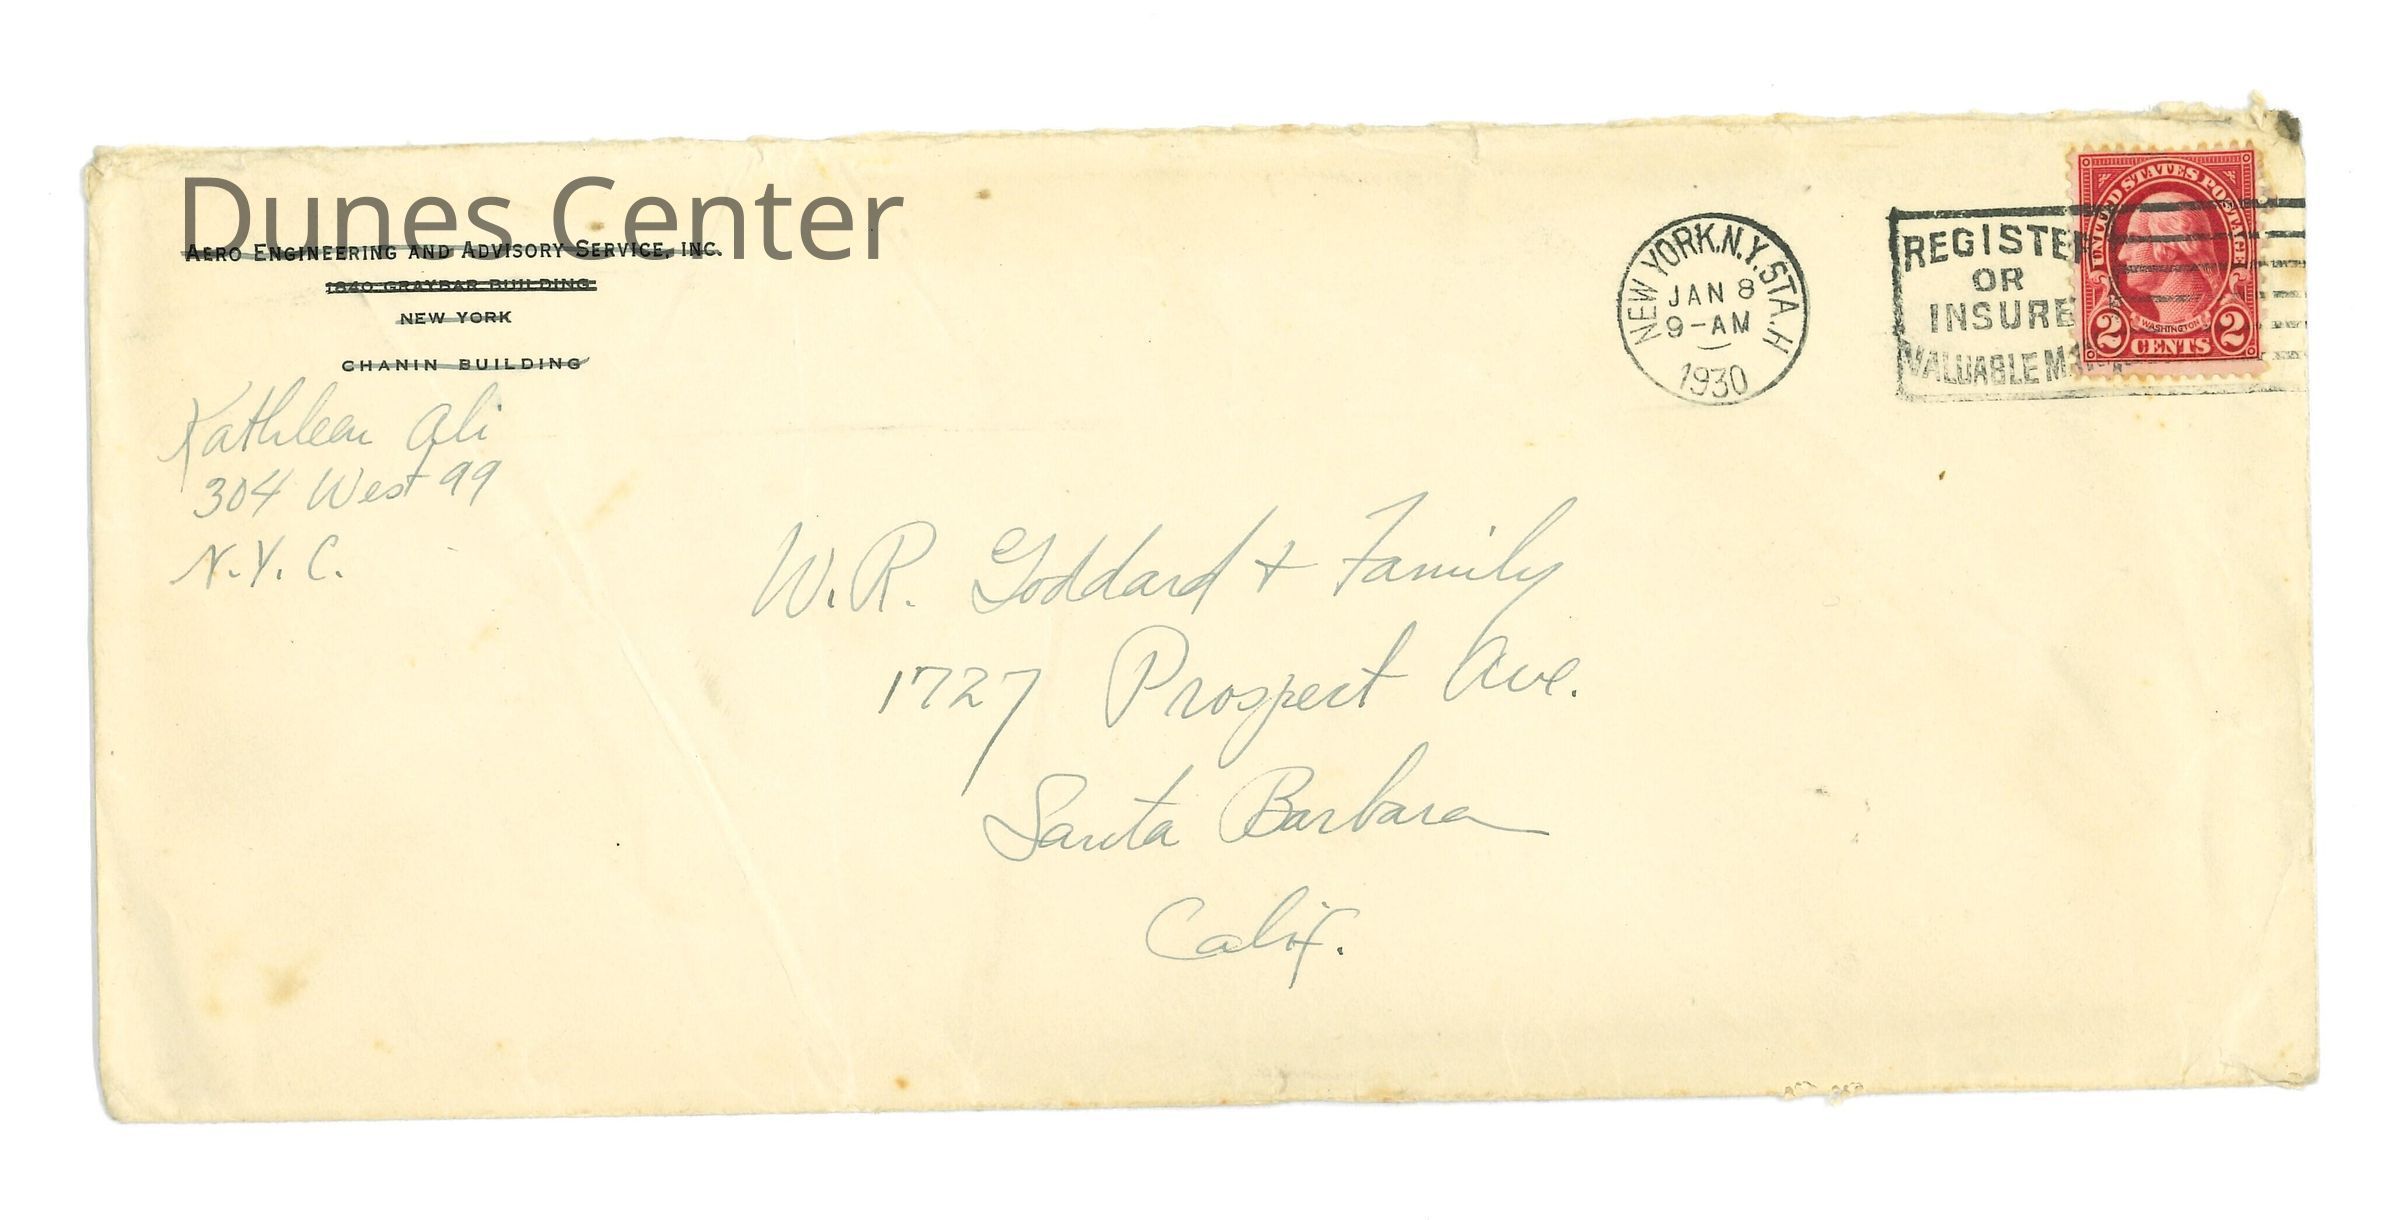 Dunes Center
AERO ENGINEERING AND ADVISORY SERVICE, INC.
1840 GRAYBAR BUILDING
NEW YORK
CHANIN BUILDING
Kathleen Ali
304 West 99
N.Y.C.
NEW YORK, N.Y. STA. H
JAN 8
9-AM
1930
REGISTER
OR
INSURE
VALUABLE MA
UNITED STATES POSTAGE
WASHINGTON
2 CENTS 2
W. R. Goddard + Family
1727 Prospect Ave.
Santa Barbara
Calif.